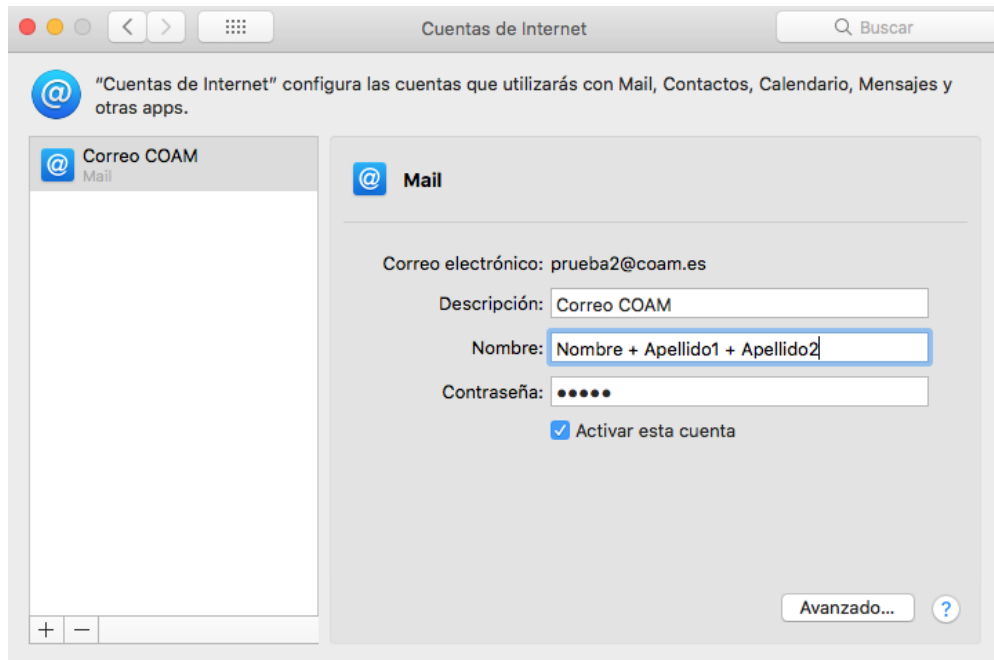 Cuentas de Internet
Buscar
“Cuentas de Internet” configura las cuentas que utilizarás con Mail, Contactos, Calendario, Mensajes y
otras apps.
Correo COAM
Mail
@ Mail
Correo electrónico: prueba2@coam.es
Descripción: Correo COAM
Nombre: Nombre + Apellido1 + Apellido2
Contraseña: •••••
Activar esta cuenta
Avanzado... ?